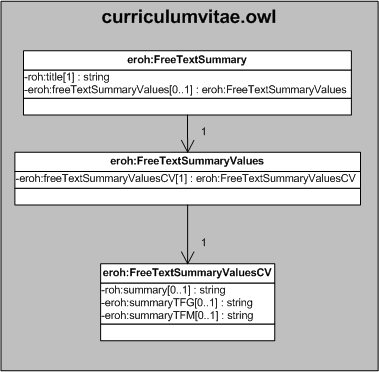 curriculumvitae.owl
eroh:FreeTextSummary
-roh:title[1] : string
-eroh:freeTextSummaryValues[0..1] : eroh:FreeTextSummaryValues
1
eroh:FreeTextSummaryValues
-eroh:freeTextSummaryValuesCV[1] : eroh:FreeTextSummaryValuesCV
1
eroh:FreeTextSummaryValuesCV
-roh:summary[0..1] : string
-eroh:summaryTFG[0..1] : string
-eroh:summaryTFM[0..1] : string